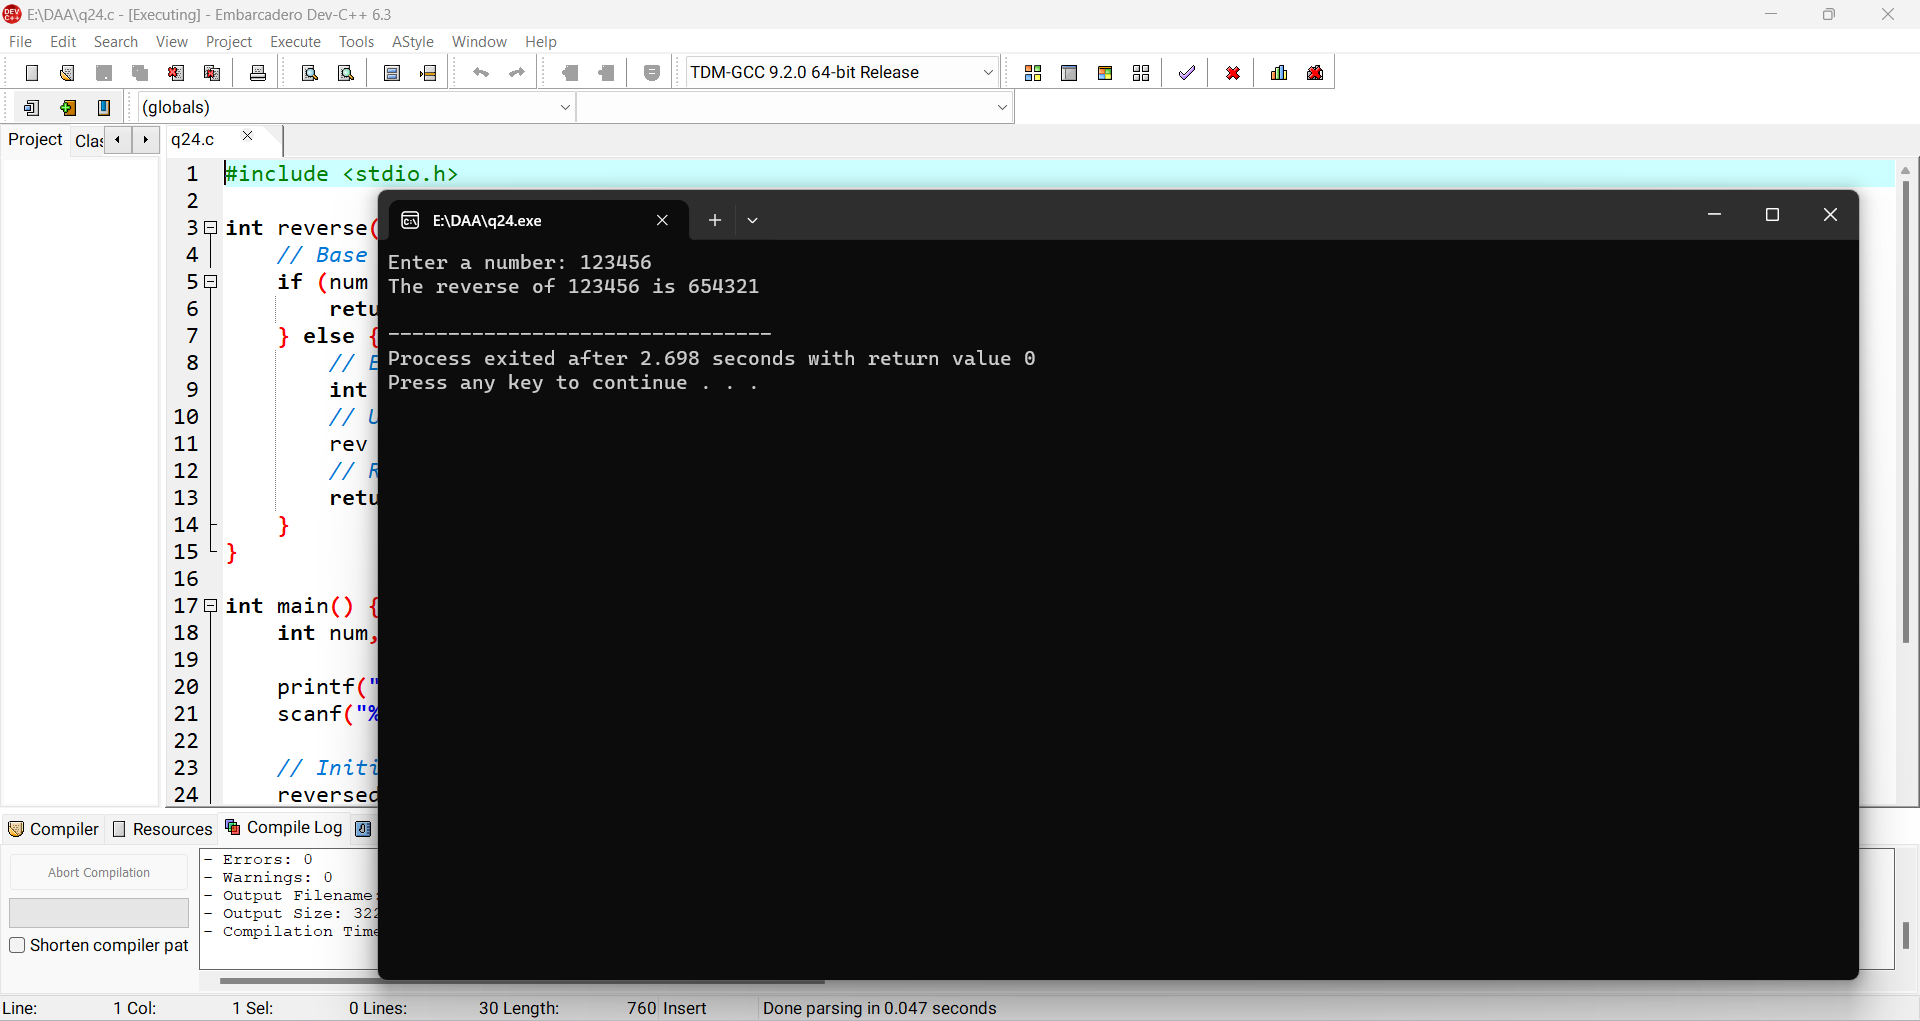 E:\DAA\q24.c - [Executing] - Embarcadero Dev-C++ 6.3
File Edit Search View Project Execute Tools AStyle Window Help
TDM-GCC 9.2.0 64-bit Release
(globals)
Project Clas q24.c
1 #include <stdio.h>
2
3 int reverse(
4 // Base
5 if (num
6 retu
7 } else {
8 // E
9 int
10 //
11 rev
12 // R
13 retu
14 }
15 }
16
17 int main() {
18 int num,
19
20 printf("
21 scanf("%
22
23 // Initi
24 reversed
E:\DAA\q24.exe
Enter a number: 123456
The reverse of 123456 is 654321
--------------------------------
Process exited after 2.698 seconds with return value 0
Press any key to continue . . .
Compiler Resources Compile Log
Abort Compilation
Shorten compiler pat
- Errors: 0
- Warnings: 0
- Output Filename:
- Output Size: 322
- Compilation Time
Line: 1 Col: 1 Sel: 0 Lines: 30 Length: 760 Insert Done parsing in 0.047 seconds